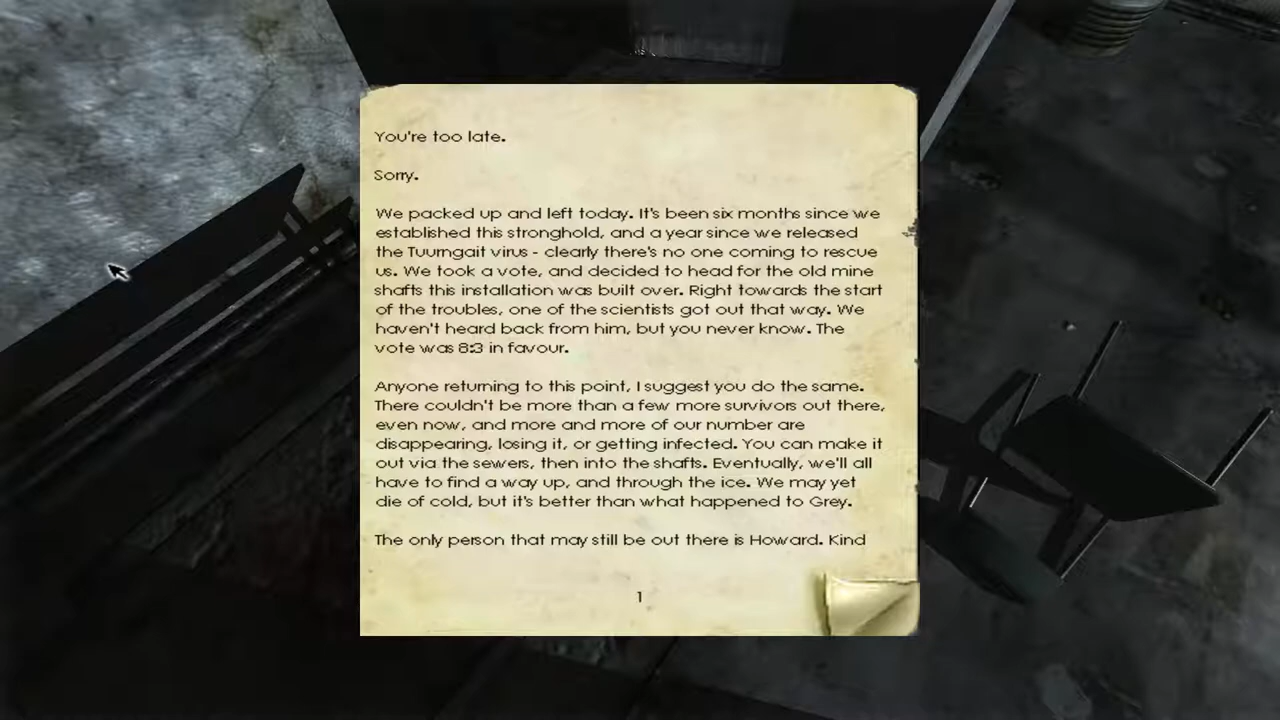 You're too late.
Sorry.
We packed up and left today. It's been six months since we
established this stronghold, and a year since we released
the Tuurngait virus - clearly there's no one coming to rescue
us. We took a vote, and decided to head for the old mine
shafts this installation was built over. Right towards the start
of the troubles, one of the scientists got out that way. We
haven't heard back from him, but you never know. The
vote was 8:3 in favour.
Anyone returning to this point, I suggest you do the same.
There couldn't be more than a few more survivors out there,
even now, and more and more of our number are
disappearing, losing it, or getting infected. You can make it
out via the sewers, then into the shafts. Eventually, we'll all
have to find a way up, and through the ice. We may yet
die of cold, but it's better than what happened to Grey.
The only person that may still be out there is Howard. Kind
1